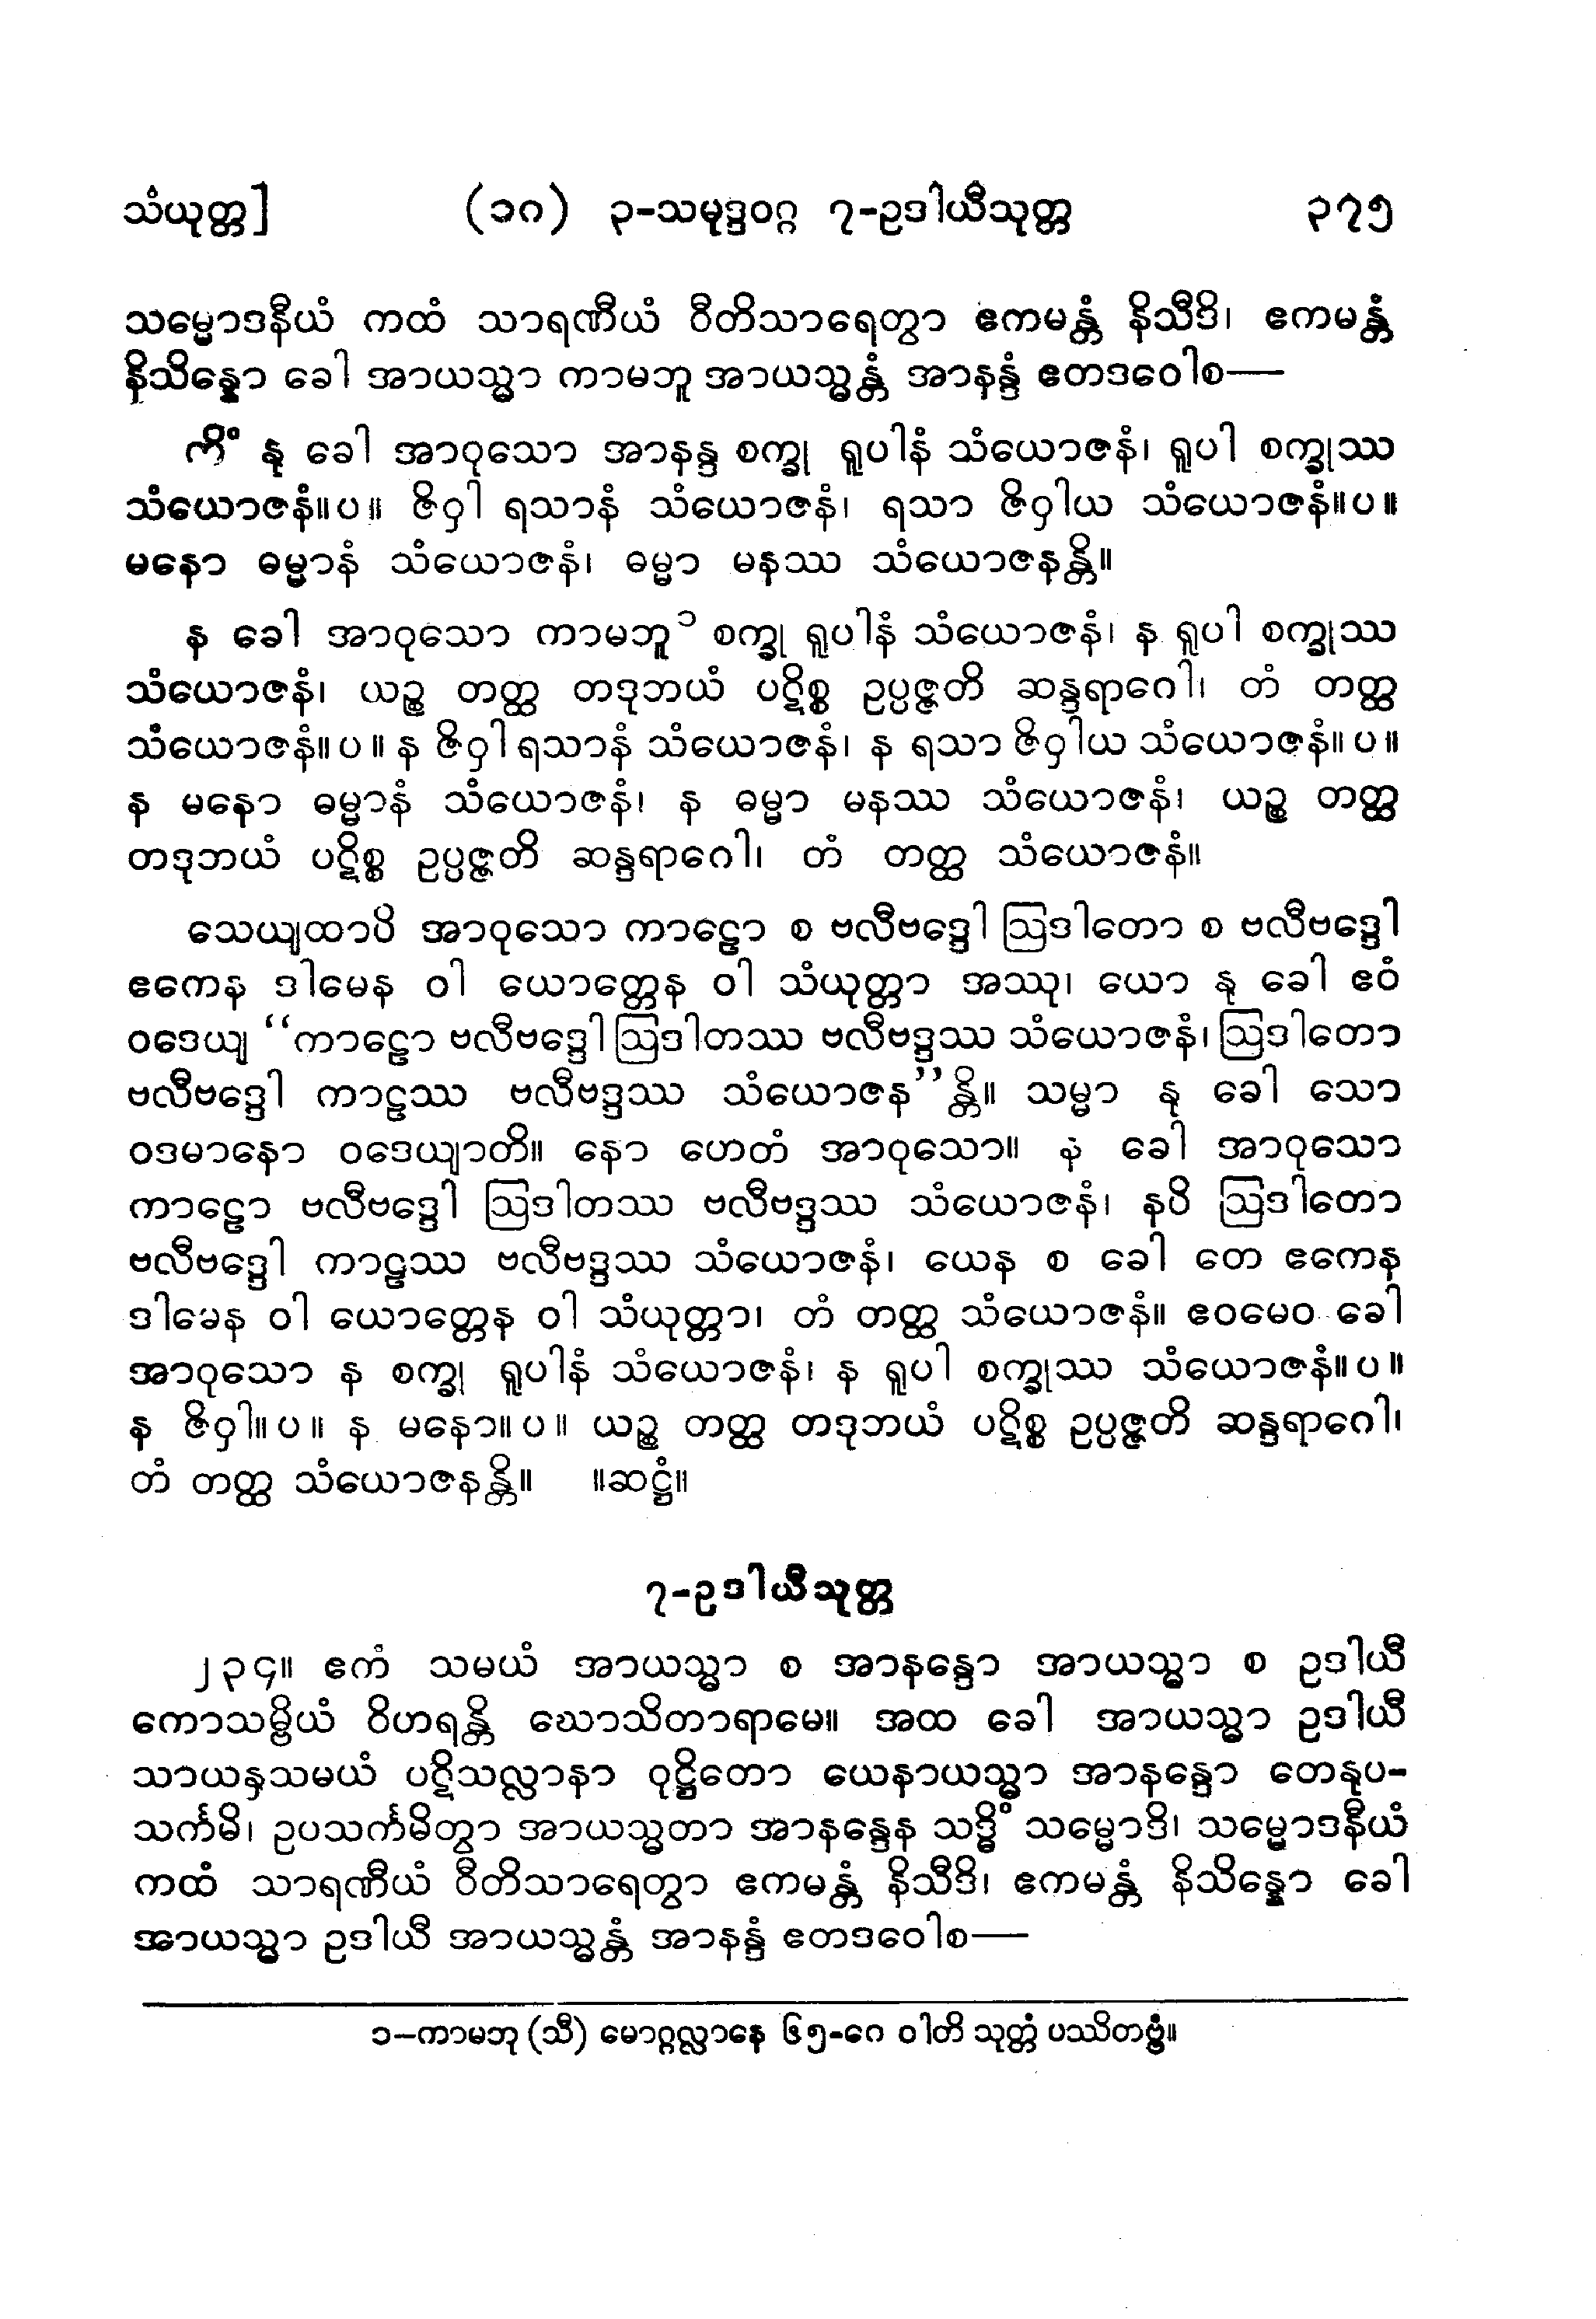 သံယုတ္တ] (၁ဂ) ၃-သမုဒ္ဒဝဂ္ဂ ၇-ဥဒါယီသုတ္တ ၃၇၅
သမ္မောဒနီယံ ကထံ သာရဏီယံ ဝီတိသာရေတွာ ဧကမန္တံ နိသီဒိ၊ ဧကမန္တံ
နိသိန္နော ခေါ အာယသ္မာ ကာမဘူ အာယသ္မန္တံ အာနန္ဒံ ဧတဒဝေါစ—
ကိံ နု ခေါ အာဝုသော အာနန္ဒ စက္ခု ရူပါနံ သံယောဇနံ၊ ရူပါ စက္ခုဿ
သံယောဇနံ။ပ။ ဇိဝှါ ရသာနံ သံယောဇနံ၊ ရသာ ဇိဝှါယ သံယောဇနံ။ပ။
မနော ဓမ္မာနံ သံယောဇနံ၊ ဓမ္မာ မနဿ သံယောဇနန္တိ။
န ခေါ အာဝုသော ကာမဘူ ၁ စက္ခု ရူပါနံ သံယောဇနံ၊ န ရူပါ စက္ခုဿ
သံယောဇနံ၊ ယဉ္စ တတ္ထ တဒုဘယံ ပဋိစ္စ ဥပ္ပဇ္ဇတိ ဆန္ဒရာဂေါ၊ တံ တတ္ထ
သံယောဇနံ။ ပ ။ န ဇိဝှါ ရသာနံ သံယောဇနံ၊ န ရသာ ဇိဝှါယ သံယောဇနံ။ ပ ။
န မနော ဓမ္မာနံ သံယောဇနံ၊ န ဓမ္မာ မနဿ သံယောဇနံ၊ ယဉ္စ တတ္ထ
တဒုဘယံ ပဋိစ္စ ဥပ္ပဇ္ဇတိ ဆန္ဒရာဂေါ၊ တံ တတ္ထ သံယောဇနံ။
သေယျထာပိ အာဝုသော ကာဠော စ ဗလီဗဒ္ဒေါ ဩဒါတော စ ဗလီဗဒ္ဒေါ
ဧကေန ဒါမေန ဝါ ယောတ္တေန ဝါ သံယုတ္တာ အဿု၊ ယော နု ခေါ ဧဝံ
ဝဒေယျ “ကာဠော ဗလီဗဒ္ဒေါ ဩဒါတဿ ဗလီဗဒ္ဒဿ သံယောဇနံ၊ ဩဒါတော
ဗလီဗဒ္ဒေါ ကာဠဿ ဗလီဗဒ္ဒဿ သံယောဇန”န္တိ။ သမ္မာ နု ခေါ သော
ဝဒမာနော ဝဒေယျာတိ။ နော ဟေတံ အာဝုသော။ န ခေါ အာဝုသော
ကာဠော ဗလီဗဒ္ဒေါ ဩဒါတဿ ဗလီဗဒ္ဒဿ သံယောဇနံ၊ နပိ ဩဒါတော
ဗလီဗဒ္ဒေါ ကာဠဿ ဗလီဗဒ္ဒဿ သံယောဇနံ၊ ယေန စ ခေါ တေ ဧကေန
ဒါမေန ဝါ ယောတ္တေန ဝါ သံယုတ္တာ၊ တံ တတ္ထ သံယောဇနံ။ ဧဝမေဝ ခေါ
အာဝုသော န စက္ခု ရူပါနံ သံယောဇနံ၊ န ရူပါ စက္ခုဿ သံယောဇနံ။ ပ ။
န ဇိဝှါ။ ပ ။ န မနော။ ပ ။ ယဉ္စ တတ္ထ တဒုဘယံ ပဋိစ္စ ဥပ္ပဇ္ဇတိ ဆန္ဒရာဂေါ၊
တံ တတ္ထ သံယောဇနန္တိ။ ။ဆဋ္ဌံ။
၇-ဥဒါယီသုတ္တ
၂၃၄။ ဧကံ သမယံ အာယသ္မာ စ အာနန္ဒော အာယသ္မာ စ ဥဒါယီ
ကောသမ္ဗိယံ ဝိဟရန္တိ ဃောသိတာရာမေ။ အထ ခေါ အာယသ္မာ ဥဒါယီ
သာယနှသမယံ ပဋိသလ္လာနာ ဝုဋ္ဌိတော ယေနာယသ္မာ အာနန္ဒော တေနုပ-
သင်္ကမိ၊ ဥပသင်္ကမိတွာ အာယသ္မတာ အာနန္ဒေန သဒ္ဓိံ သမ္မောဒိ၊ သမ္မောဒနီယံ
ကထံ သာရဏီယံ ဝီတိသာရေတွာ ဧကမန္တံ နိသီဒိ၊ ဧကမန္တံ နိသိန္နော ခေါ
အာယသ္မာ ဥဒါယီ အာယသ္မန္တံ အာနန္ဒံ ဧတဒဝေါစ—
၁—ကာမဘု (သီ) မောဂ္ဂလ္လာနေ ၆၅-ဂေ ဝါတိ သုတ္တံ ပဿိတဗ္ဗံ။